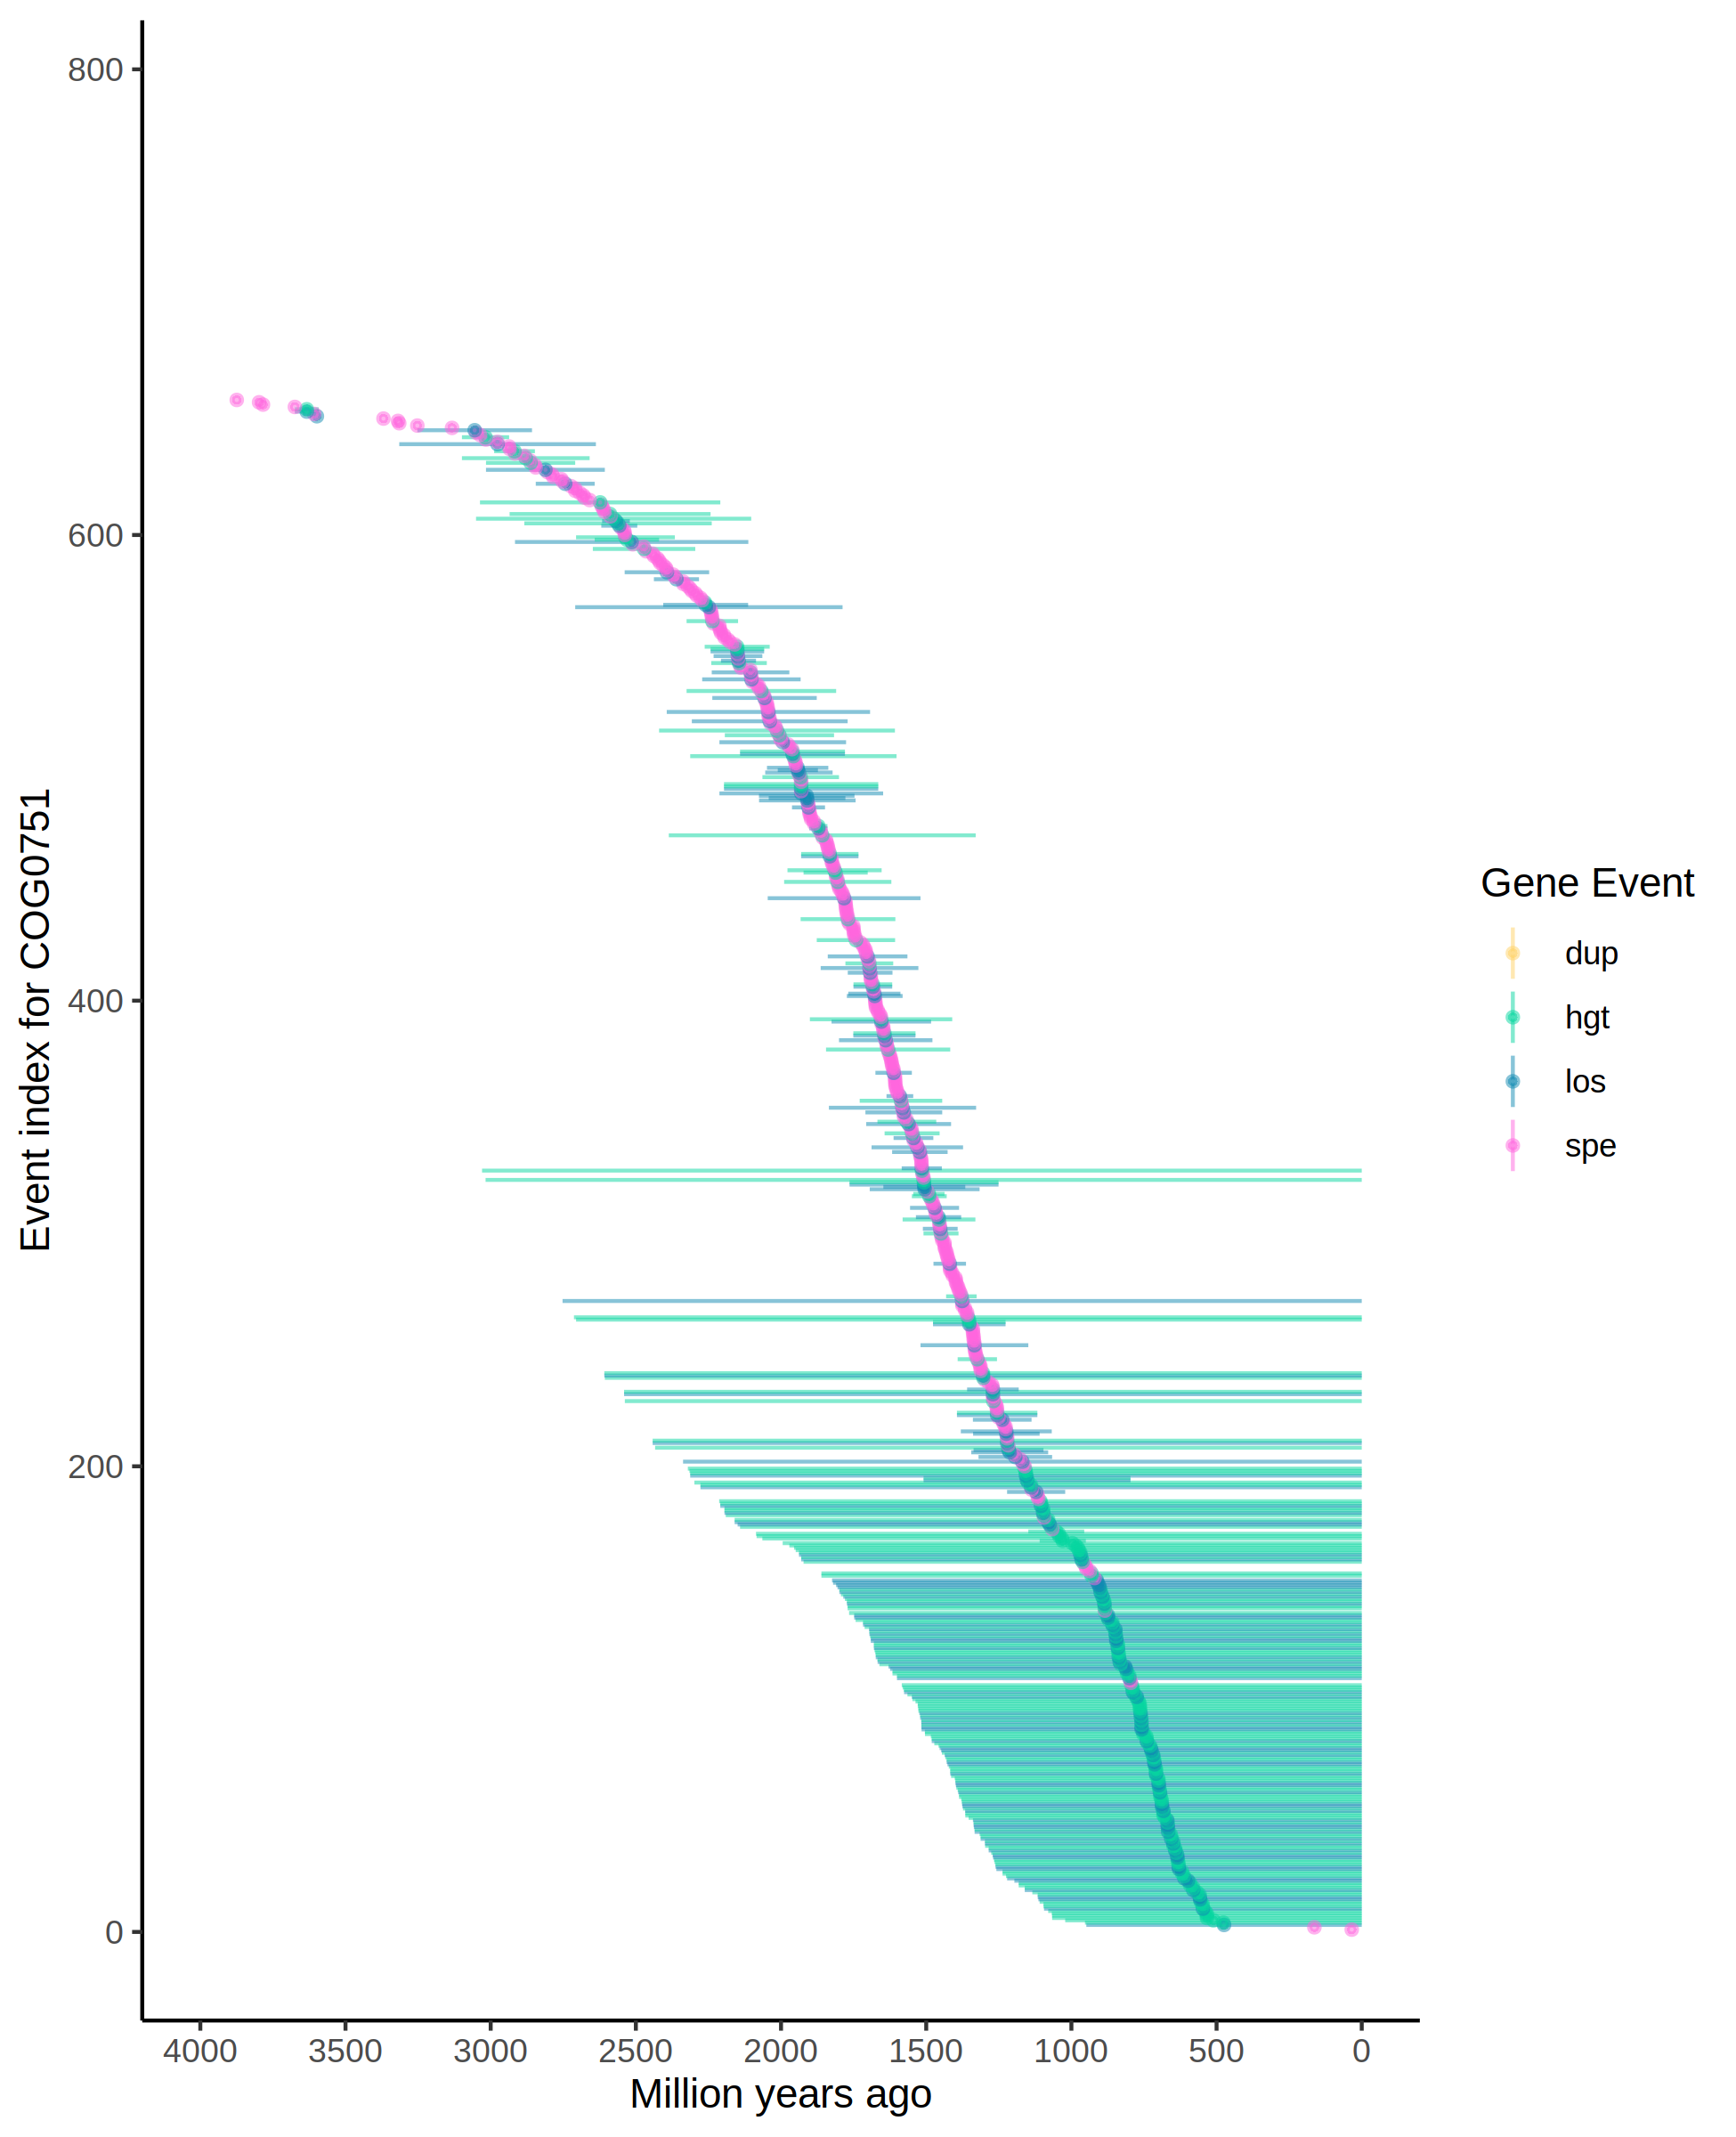 800
600
400
200
0
Event index for COG0751
4000 3500 3000 2500 2000 1500 1000 500 0
Million years ago
Gene Event
dup
hgt
los
spe